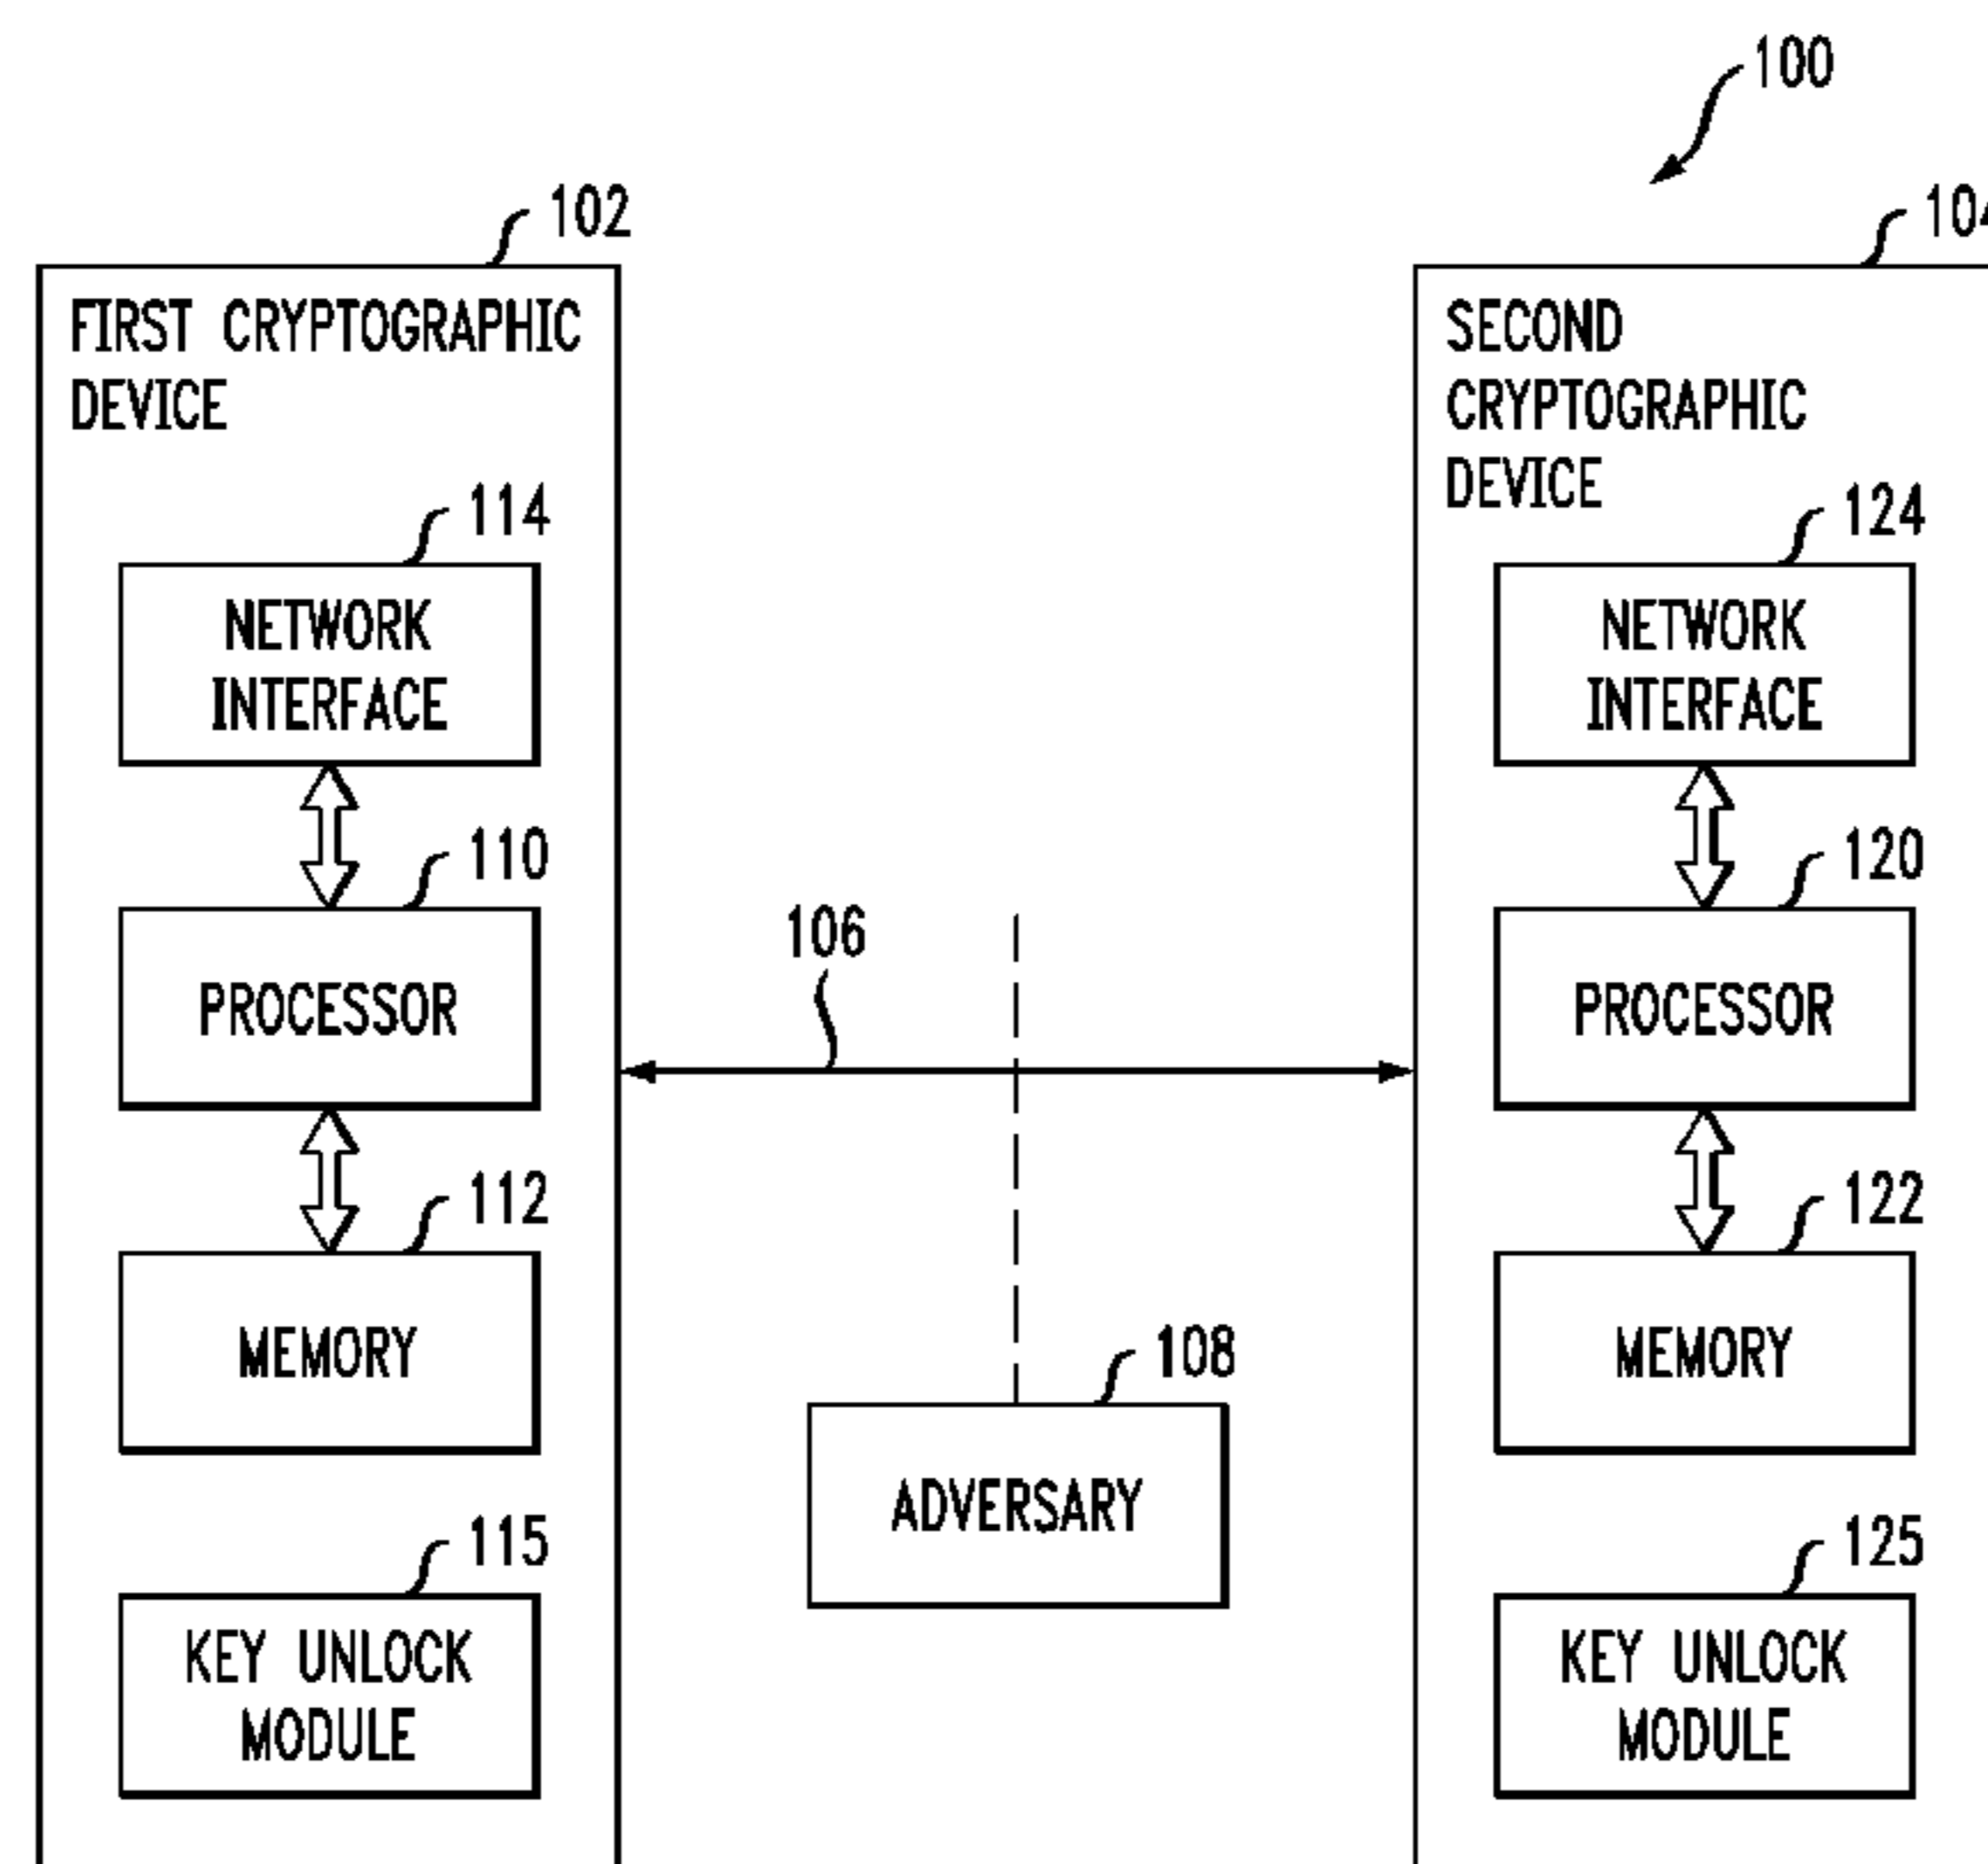 100
102
FIRST CRYPTOGRAPHIC
DEVICE
114
NETWORK
INTERFACE
110
PROCESSOR
112
MEMORY
115
KEY UNLOCK
MODULE
106
108
ADVERSARY
104
SECOND
CRYPTOGRAPHIC
DEVICE
124
NETWORK
INTERFACE
120
PROCESSOR
122
MEMORY
125
KEY UNLOCK
MODULE